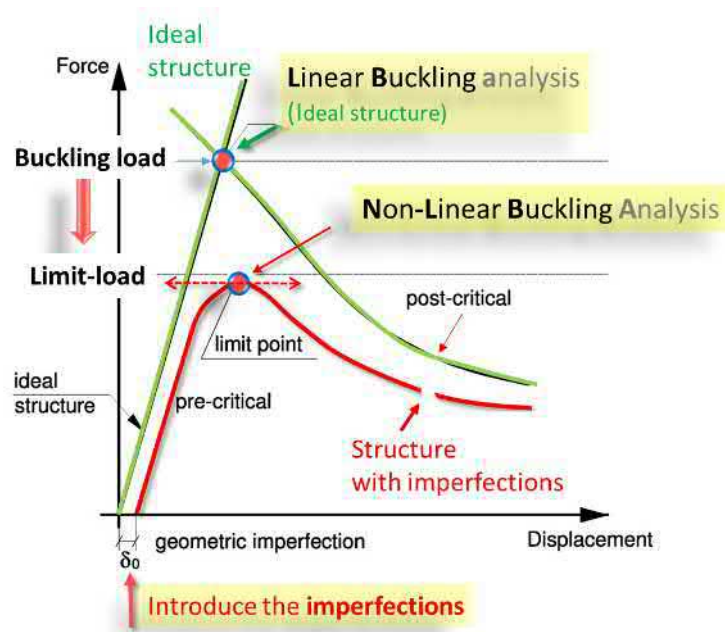 Ideal
structure
Force
Linear Buckling analysis
(Ideal structure)
Buckling load
Non-Linear Buckling Analysis
Limit-load
post-critical
limit point
ideal
structure
pre-critical
Structure
with imperfections
geometric imperfection
Displacement
δ₀
Introduce the imperfections